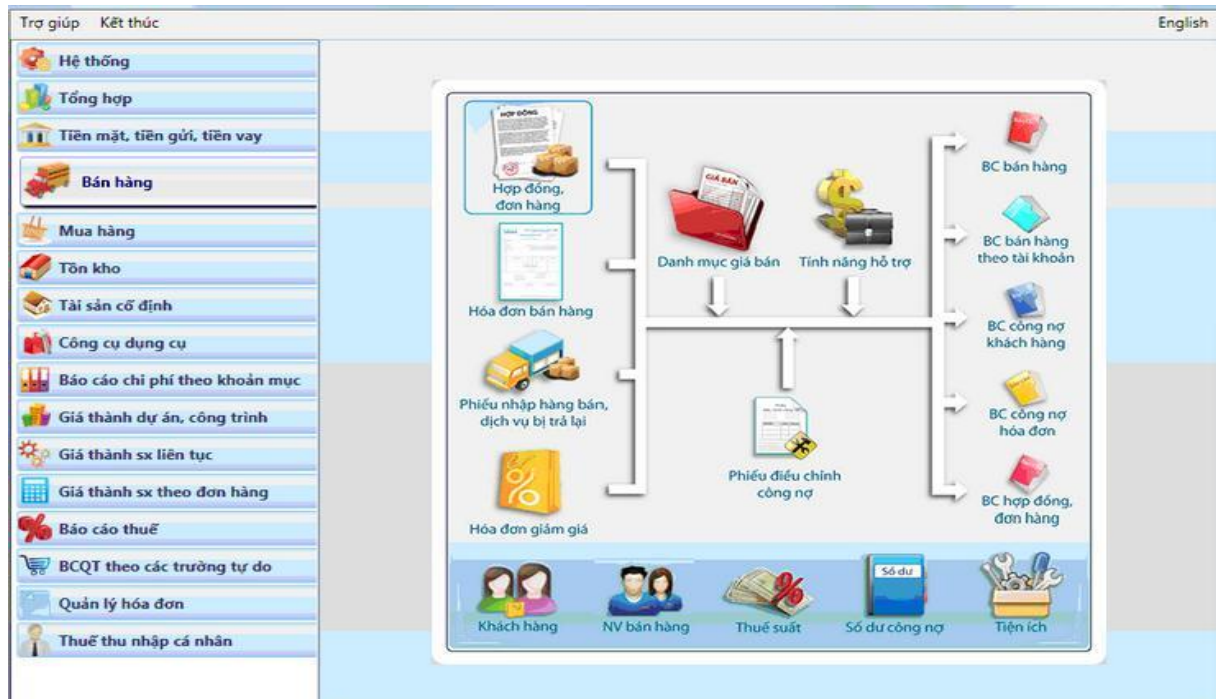 Trợ giúp Kết thúc English
Hệ thống
Tổng hợp
Tiền mặt, tiền gửi, tiền vay
Bán hàng
Mua hàng
Tồn kho
Tài sản cố định
Công cụ dụng cụ
Báo cáo chi phí theo khoản mục
Giá thành dự án, công trình
Giá thành sx liên tục
Giá thành sx theo đơn hàng
Báo cáo thuế
BCQT theo các trường tự do
Quản lý hóa đơn
Thuế thu nhập cá nhân
HỢP ĐỒNG
Hợp đồng,
đơn hàng
Hóa đơn bán hàng
Phiếu nhập hàng bán,
dịch vụ bị trả lại
Hóa đơn giảm giá
GIÁ BÁN
Danh mục giá bán
Tính năng hỗ trợ
Phiếu điều chỉnh
công nợ
BC bán hàng
BC bán hàng
theo tài khoản
BC công nợ
khách hàng
BC công nợ
hóa đơn
BC hợp đồng,
đơn hàng
Khách hàng
NV bán hàng
Thuế suất
Số dư
Số dư công nợ
Tiện ích